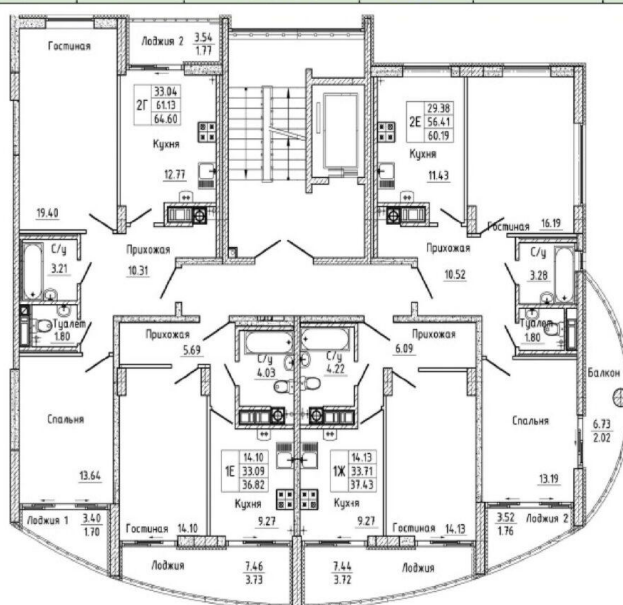 Гостиная
Лоджия 2
3.54
1.77
2Г
33.04
61.13
64.60
Кухня
12.77
19.40
2Е
29.38
56.41
60.19
Кухня
11.43
Гостиная
16.19
С/у
3.21
Прихожая
10.31
Прихожая
10.52
С/у
3.28
Туалет
1.80
Туалет
1.80
Прихожая
5.69
С/у
4.03
С/у
4.22
Прихожая
6.09
Балкон
6.73
2.02
Спальня
13.64
Спальня
13.19
1Е
14.10
33.09
36.82
Кухня
9.27
1Ж
14.13
33.71
37.43
Кухня
9.27
Гостиная
14.10
Гостиная
14.13
Лоджия 1
3.40
1.70
3.52
1.76
Лоджия 2
Лоджия
7.46
3.73
7.44
3.72
Лоджия